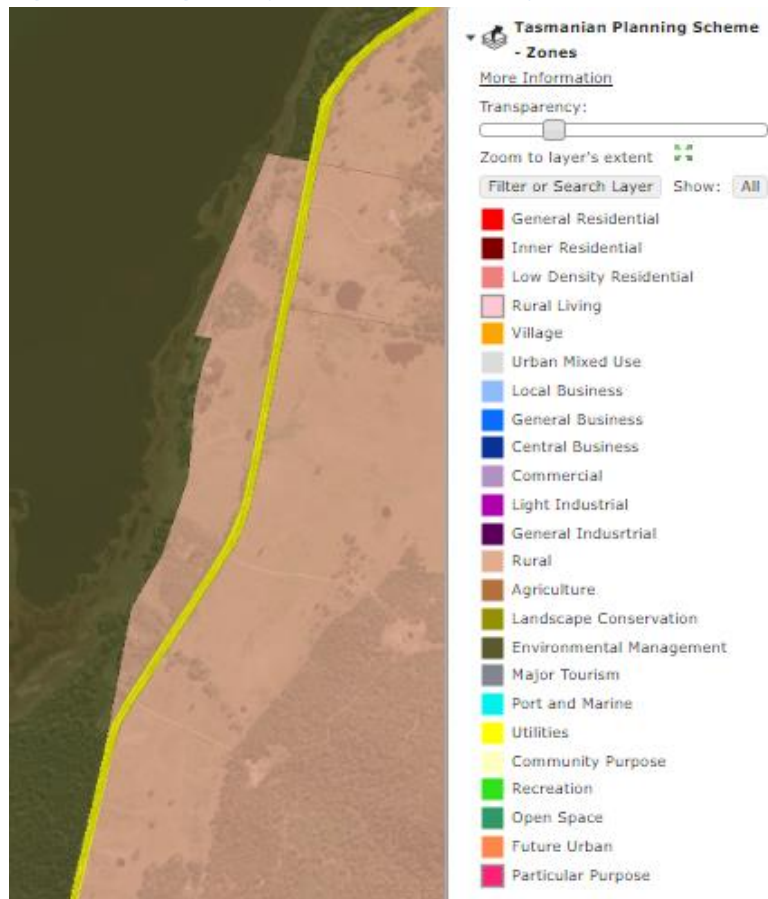 Tasmanian Planning Scheme
- Zones
More Information
Transparency:
Zoom to layer's extent
Filter or Search Layer Show: All
General Residential
Inner Residential
Low Density Residential
Rural Living
Village
Urban Mixed Use
Local Business
General Business
Central Business
Commercial
Light Industrial
General Indusrtrial
Rural
Agriculture
Landscape Conservation
Environmental Management
Major Tourism
Port and Marine
Utilities
Community Purpose
Recreation
Open Space
Future Urban
Particular Purpose